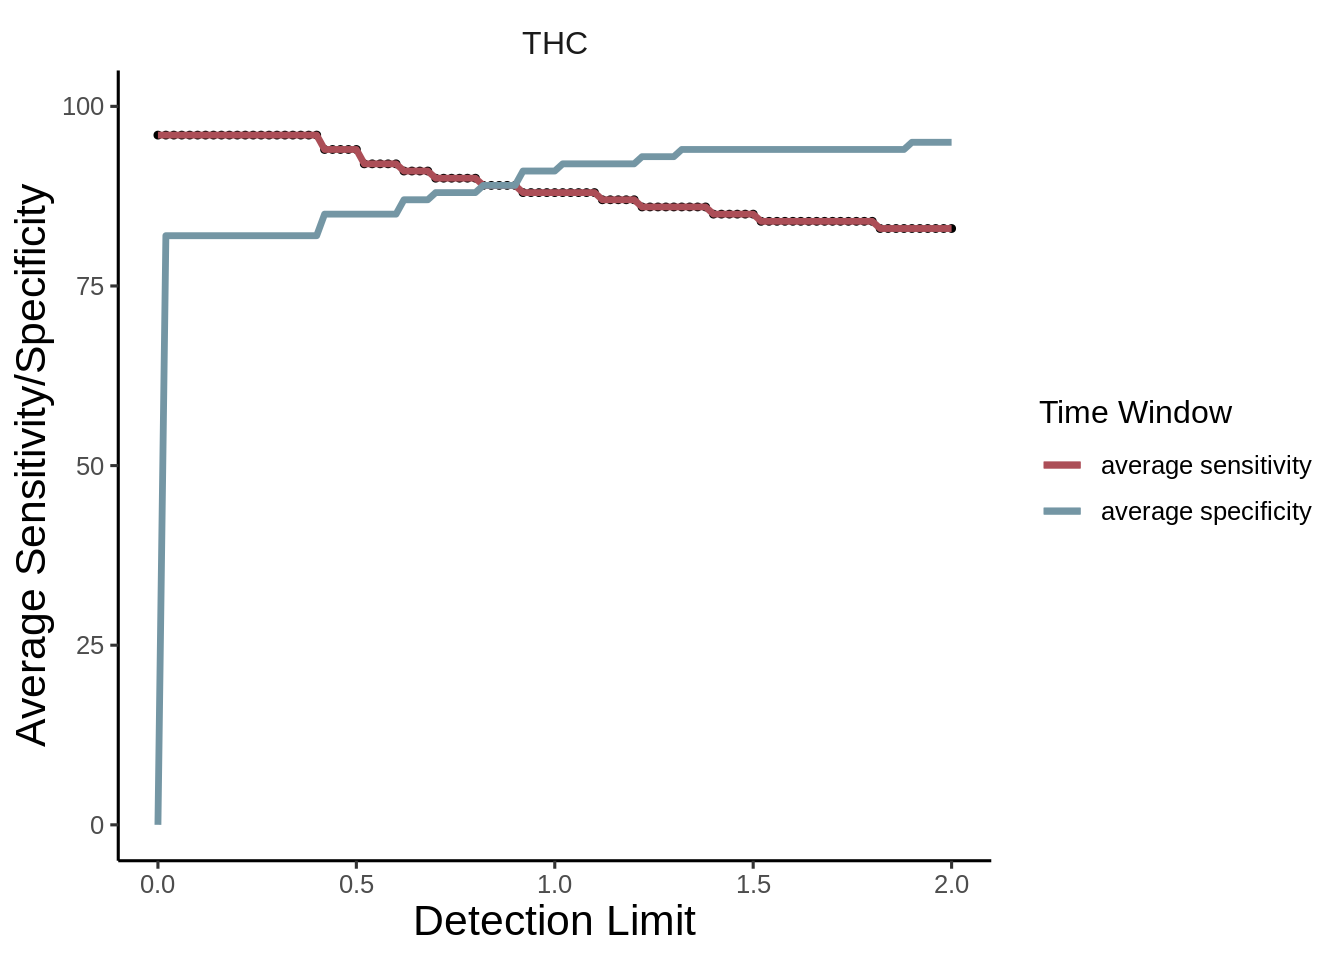 THC
Average Sensitivity/Specificity
100
75
50
25
0
0.0 0.5 1.0 1.5 2.0
Detection Limit
Time Window
average sensitivity
average specificity